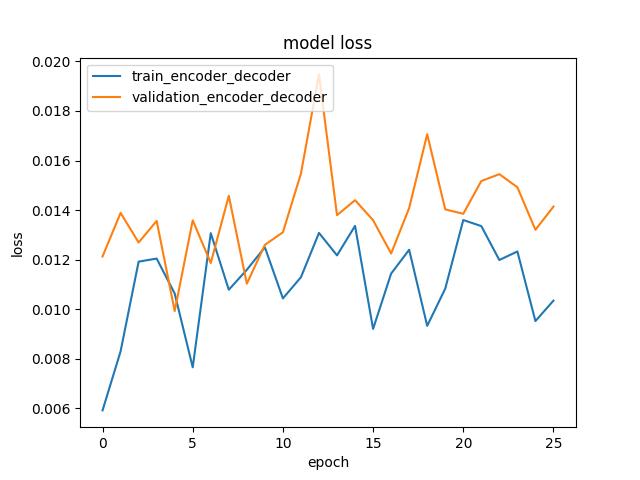 model loss
train_encoder_decoder
validation_encoder_decoder
loss
0.020
0.018
0.016
0.014
0.012
0.010
0.008
0.006
0 5 10 15 20 25
epoch